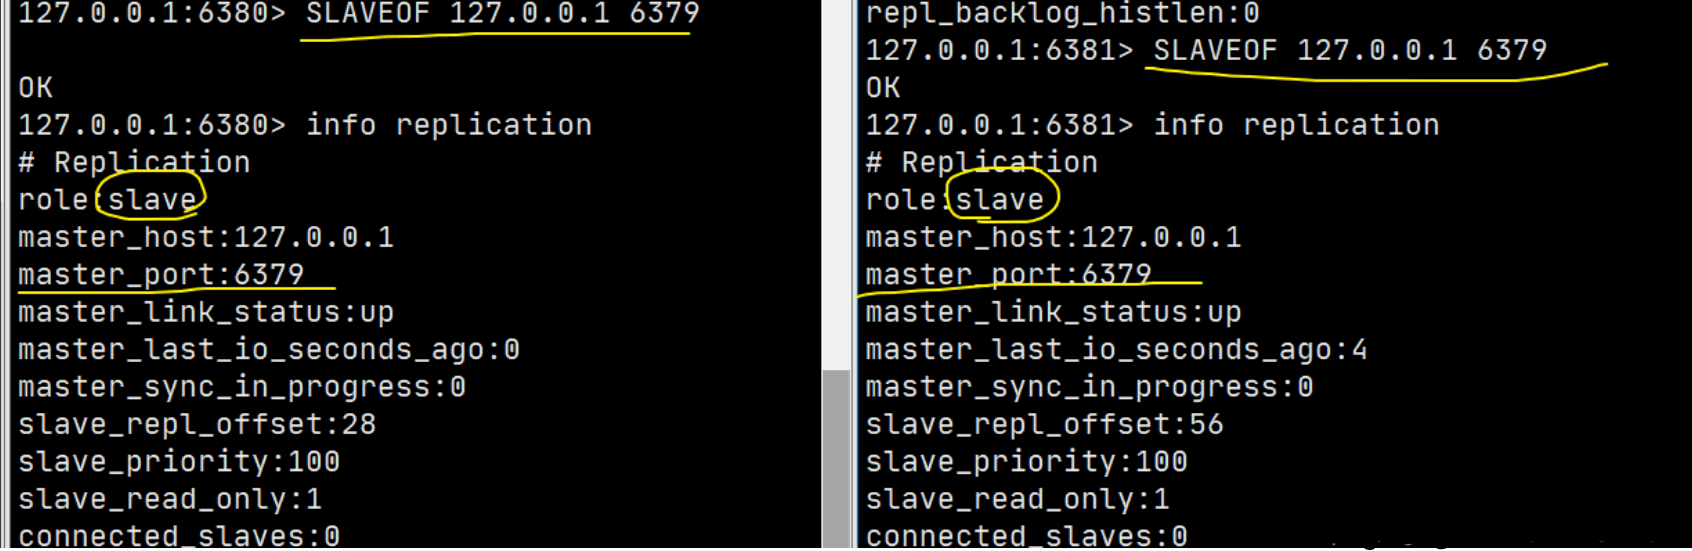 127.0.0.1:6380> SLAVEOF 127.0.0.1 6379
OK
127.0.0.1:6380> info replication
# Replication
role:slave
master_host:127.0.0.1
master_port:6379
master_link_status:up
master_last_io_seconds_ago:0
master_sync_in_progress:0
slave_repl_offset:28
slave_priority:100
slave_read_only:1
connected_slaves:0
repl_backlog_histlen:0
127.0.0.1:6381> SLAVEOF 127.0.0.1 6379
OK
127.0.0.1:6381> info replication
# Replication
role:slave
master_host:127.0.0.1
master_port:6379
master_link_status:up
master_last_io_seconds_ago:4
master_sync_in_progress:0
slave_repl_offset:56
slave_priority:100
slave_read_only:1
connected_slaves:0